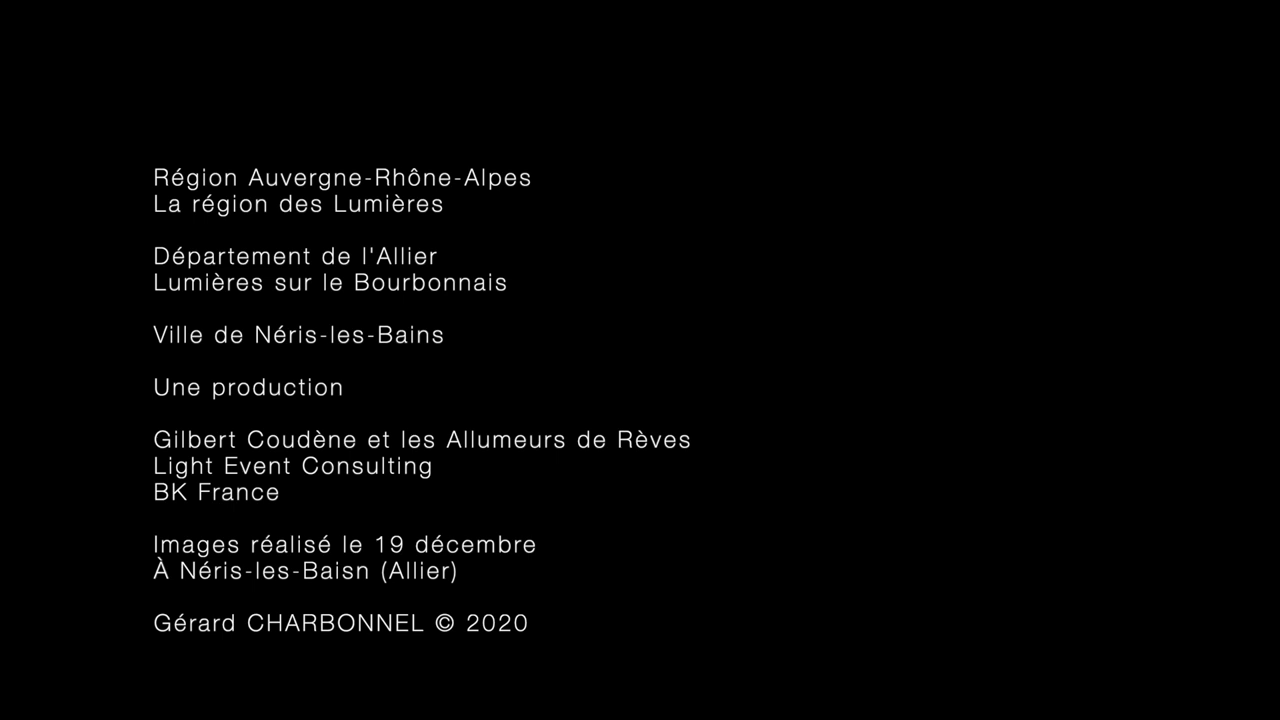 Région Auvergne-Rhône-Alpes
La région des Lumières
Département de l'Allier
Lumières sur le Bourbonnais
Ville de Néris-les-Bains
Une production
Gilbert Coudène et les Allumeurs de Rèves
Light Event Consulting
BK France
Images réalisé le 19 décembre
À Néris-les-Baisn (Allier)
Gérard CHARBONNEL © 2020